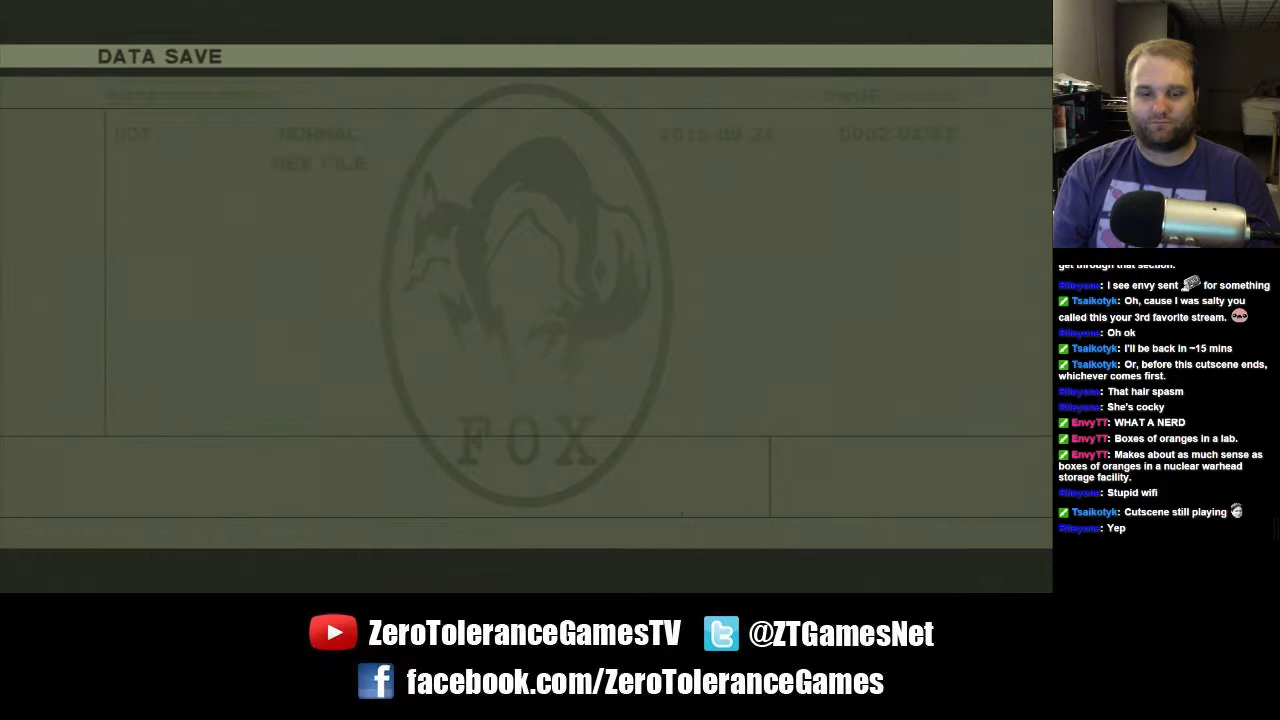 DATA SAVE
001 NORMAL
NEW FILE
FOX
get through that section.
I see envy sent for something
Tsaikotyk: Oh, cause I was salty you
called this your 3rd favorite stream.
Oh ok
Tsaikotyk: I'll be back in ~15 mins
Tsaikotyk: Or, before this cutscene ends,
whichever comes first.
That hair spasm
She's cocky
EnvyTT: WHAT A NERD
EnvyTT: Boxes of oranges in a lab.
EnvyTT: Makes about as much sense as
boxes of oranges in a nuclear warhead
storage facility.
Stupid wifi
Tsaikotyk: Cutscene still playing
Yep
ZeroToleranceGamesTV
@ZTGamesNet
facebook.com/ZeroToleranceGames